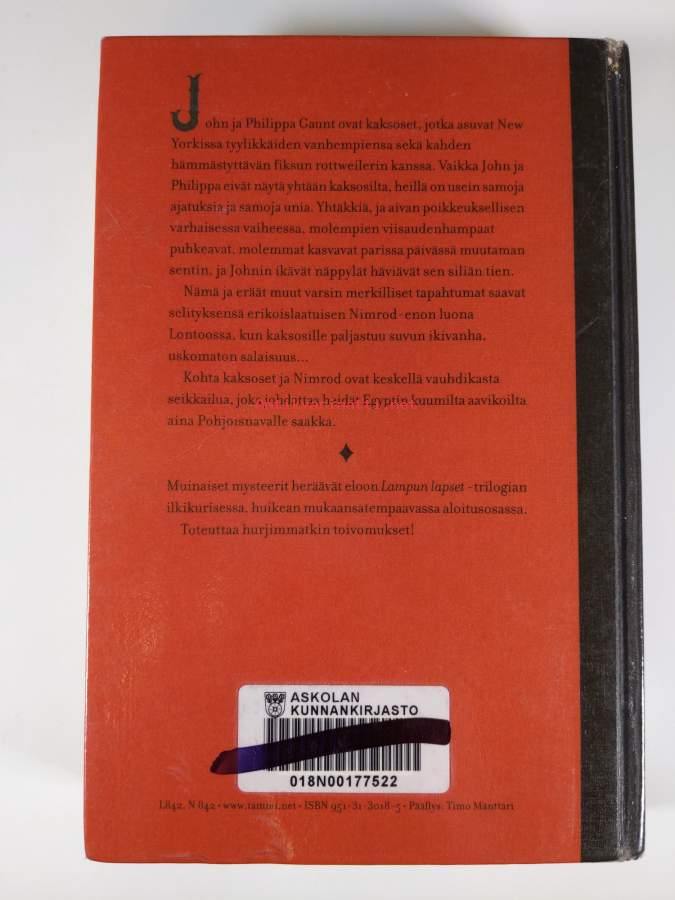 John ja Philippa Gaunt ovat kaksoset, jotka asuvat New
Yorkissa tyylikkäiden vanhempiensa sekä kahden
hämmästyttävän fiksun rottweilerin kanssa. Vaikka John ja
Philippa eivät näytä yhtään kaksosilta, heillä on usein samoja
ajatuksia ja samoja unia. Yhtäkkiä, ja aivan poikkeuksellisen
varhaisessa vaiheessa, molempien viisaudenhampaat
puhkeavat, molemmat kasvavat parissa päivässä muutaman
sentin, ja Johnin ikävät näppylät häviävät sen siliän tien.
Nämä ja eräät muut varsin merkilliset tapahtumat saavat
selityksensä erikoislaatuisen Nimrod-enon luona
Lontoossa, kun kaksosille paljastuu suvun ikivanha,
uskomaton salaisuus...
Kohta kaksoset ja Nimrod ovat keskellä vauhdikasta
seikkailua, joka johdattaa heidät Egyptin kuumilta aavikoilta
aina Pohjoisnavalle saakka.
Muinaiset mysteerit heräävät eloon Lampun lapset -trilogian
ilkikurisessa, huikean mukaansatempaavassa aloitusosassa.
Toteuttaa hurjimmatkin toivomukset!
ASKOLAN
KUNNANKIRJASTO
018N00177522
L842, N 842 • www.tammi.net • ISBN 951-31-3018-5 • Päällys: Timo Mänttäri